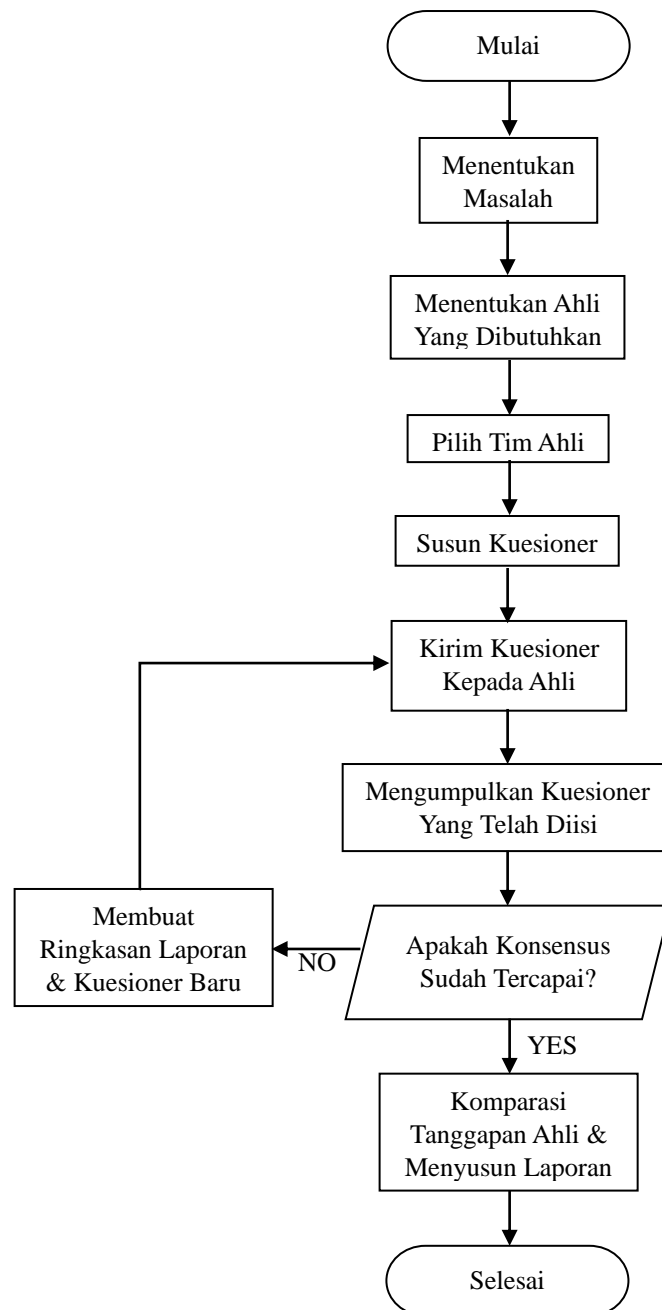 Mulai
Menentukan
Masalah
Menentukan Ahli
Yang Dibutuhkan
Pilih Tim Ahli
Susun Kuesioner
Kirim Kuesioner
Kepada Ahli
Mengumpulkan Kuesioner
Yang Telah Diisi
Apakah Konsensus
Sudah Tercapai?
NO
Membuat
Ringkasan Laporan
& Kuesioner Baru
YES
Komparasi
Tanggapan Ahli &
Menyusun Laporan
Selesai